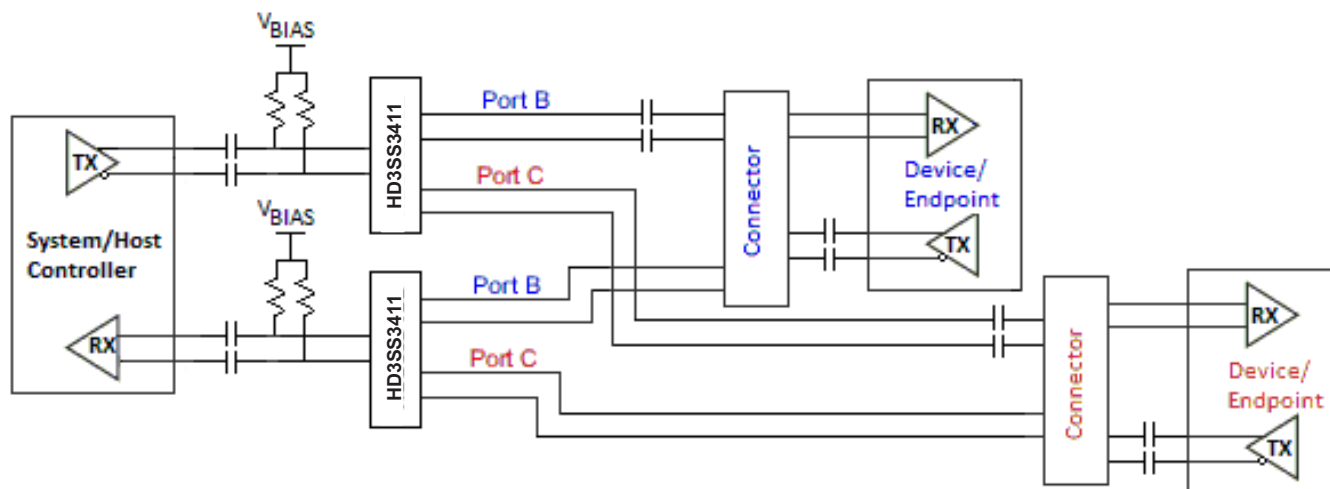 VBIAS
HD3SS3411
Port B
Port C
TX
System/Host
Controller
RX
VBIAS
HD3SS3411
Port B
Port C
Connector
RX
Device/
Endpoint
TX
Connector
RX
Device/
Endpoint
TX